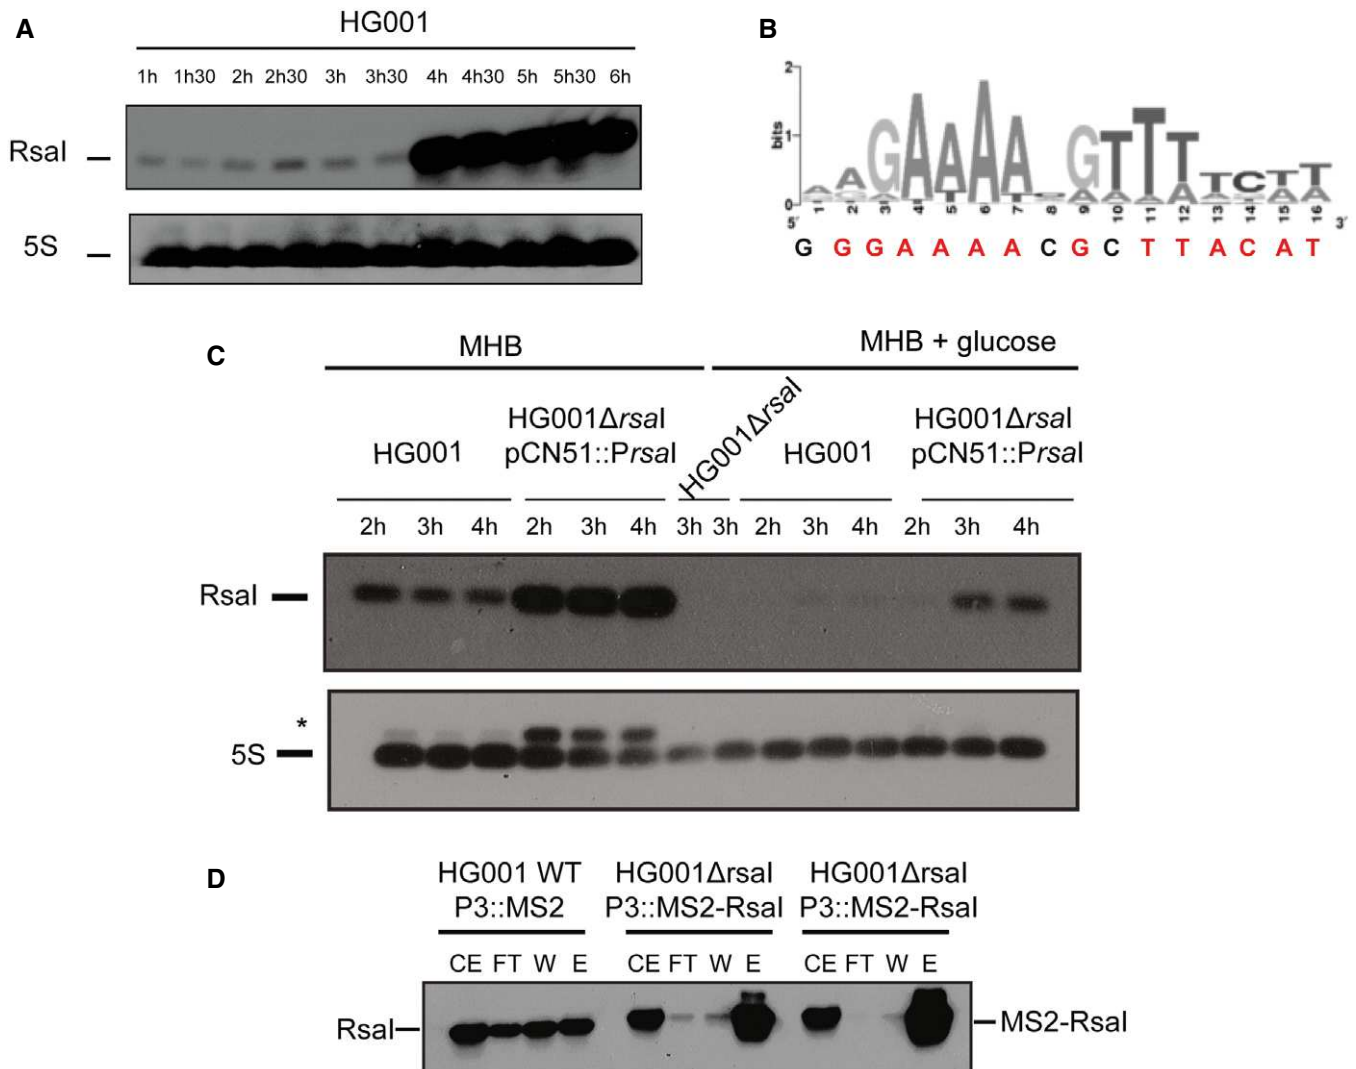 A
HG001
1h 1h30 2h 2h30 3h 3h30 4h 4h30 5h 5h30 6h
RsaI
5S
B
2
1
0
bits
GAAAA GTTT TCTT
5′ 1 2 3 4 5 6 7 8 9 10 11 12 13 14 15 16 3′
G G G A A A A C G C T T A C A T
C
MHB
MHB + glucose
HG001
HG001ΔrsaI
pCN51::PrsaI
HG001ΔrsaI
HG001
HG001ΔrsaI
pCN51::PrsaI
2h 3h 4h 2h 3h 4h 3h 3h 2h 3h 4h 2h 3h 4h
RsaI
*
5S
D
HG001 WT
P3::MS2
HG001ΔrsaI
P3::MS2-RsaI
HG001ΔrsaI
P3::MS2-RsaI
CE FT W E CE FT W E CE FT W E
RsaI
MS2-RsaI